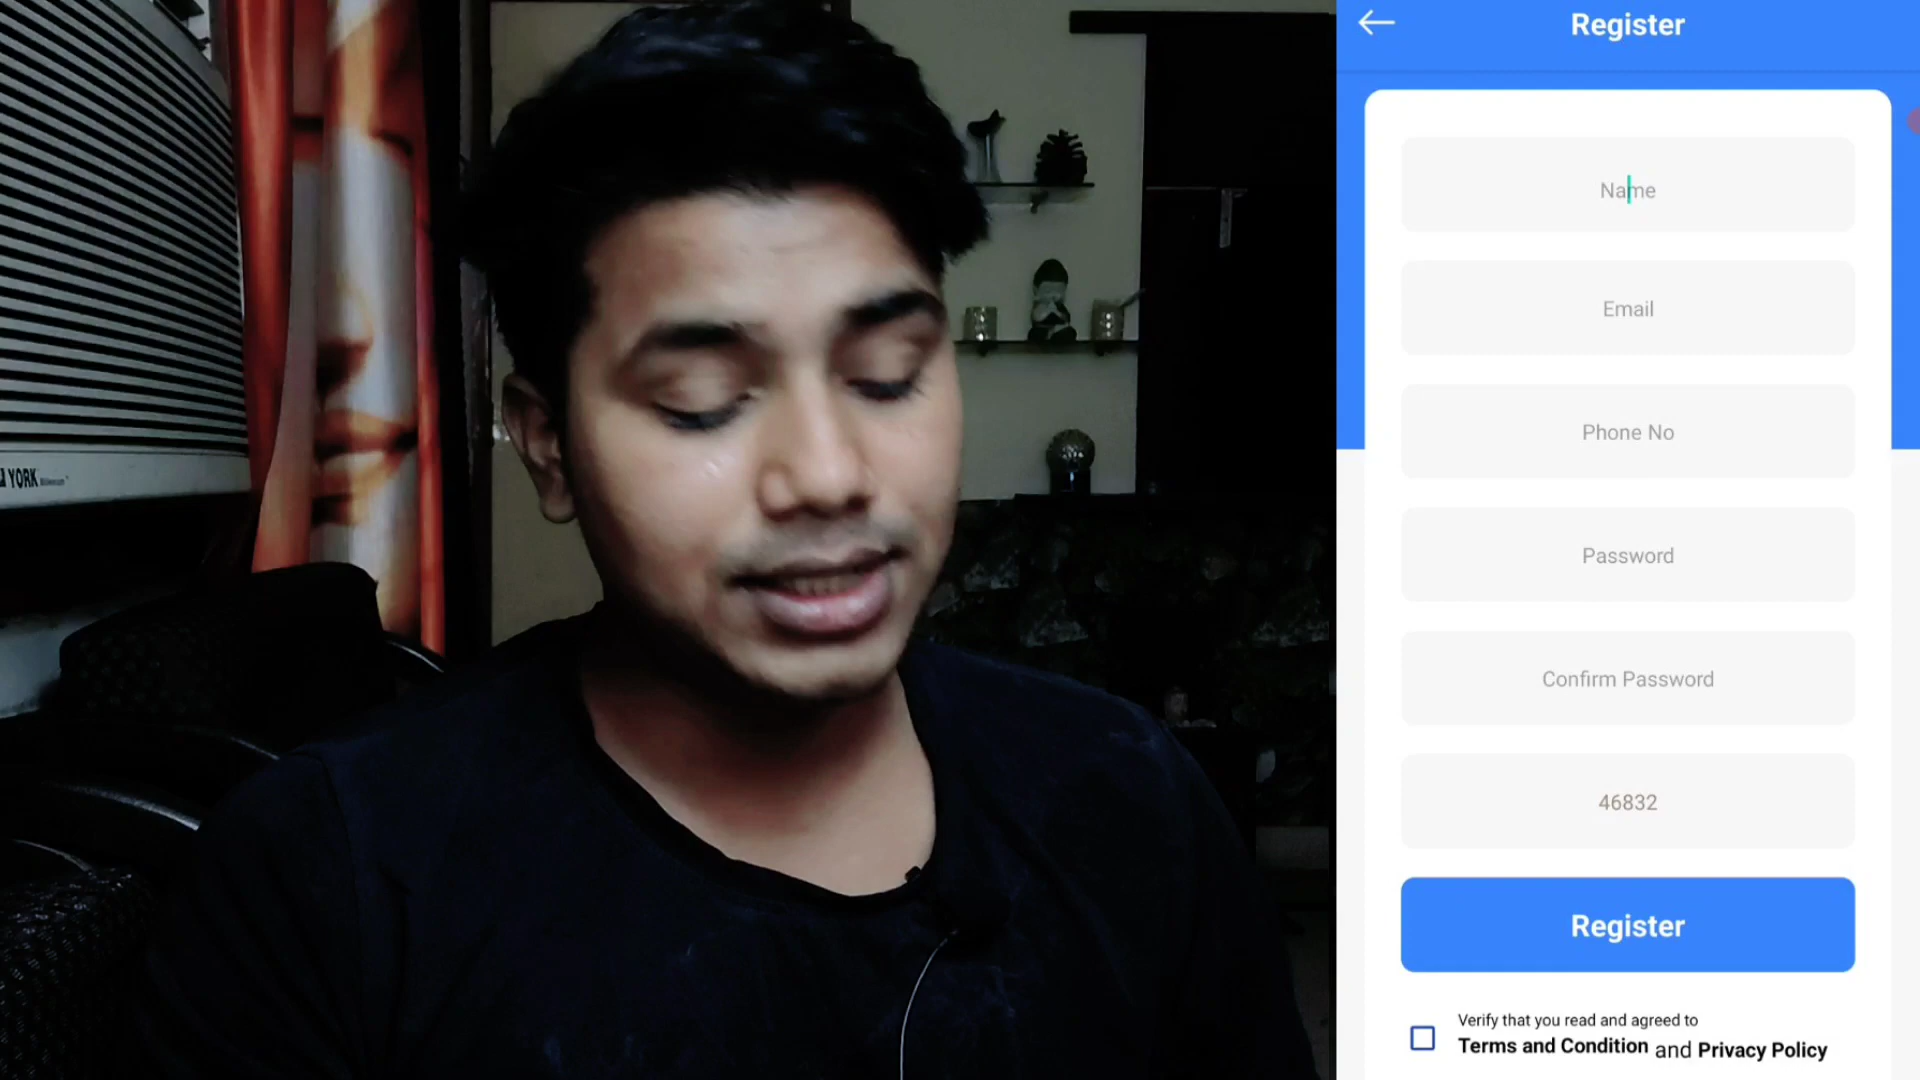 YORK
Register
Name
Email
Phone No
Password
Confirm Password
46832
Register
Verify that you read and agreed to
Terms and Condition and Privacy Policy